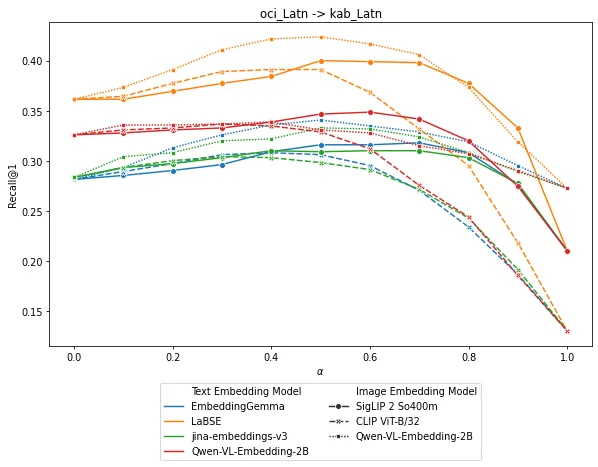 oci_Latn -> kab_Latn
0.40
0.35
0.30
0.25
0.20
0.15
Recall@1
0.0 0.2 0.4 0.6 0.8 1.0
α
Text Embedding Model Image Embedding Model
EmbeddingGemma SigLIP 2 So400m
LaBSE CLIP ViT-B/32
jina-embeddings-v3 Qwen-VL-Embedding-2B
Qwen-VL-Embedding-2B